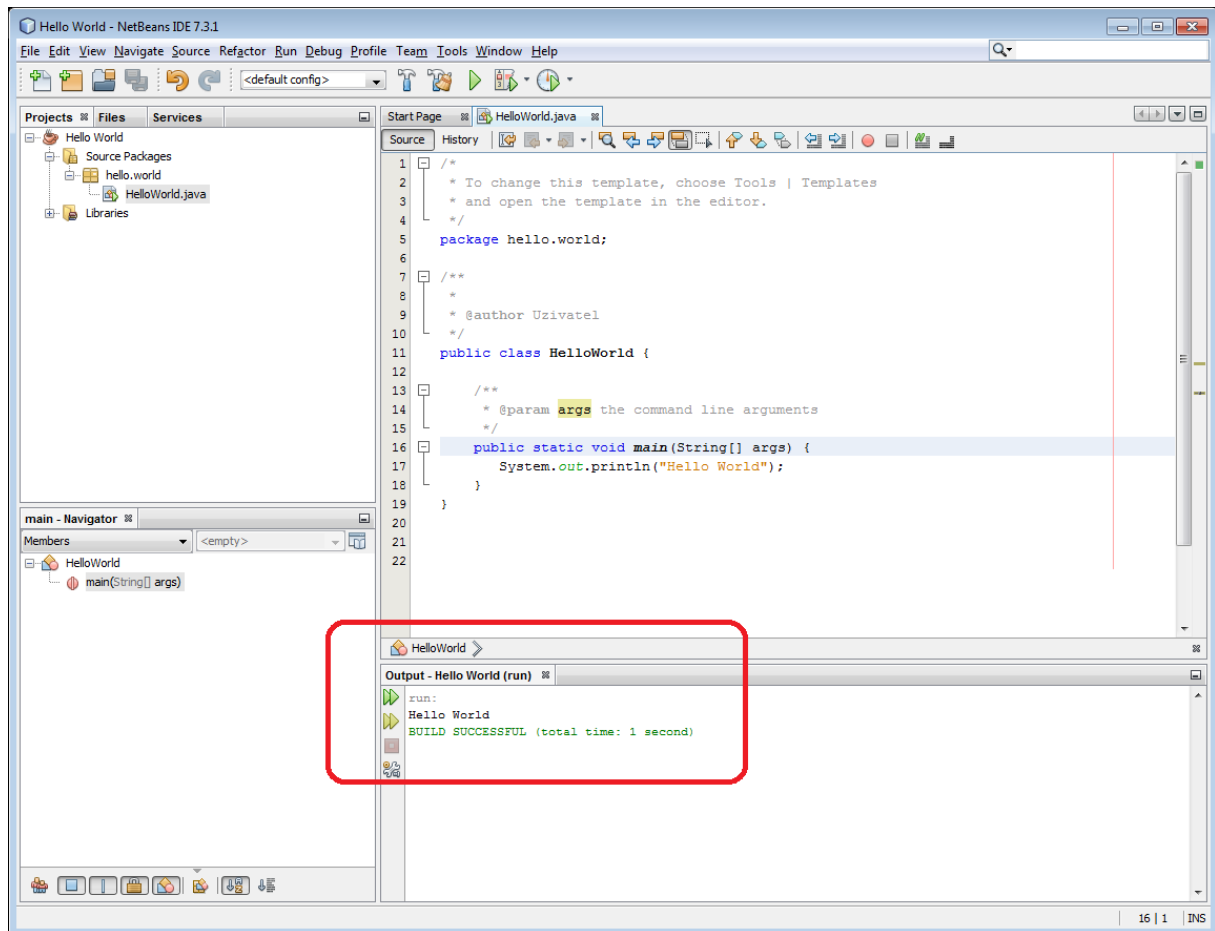 Hello World - NetBeans IDE 7.3.1
File Edit View Navigate Source Refactor Run Debug Profile Team Tools Window Help
<default config>
Projects Files Services
Hello World
Source Packages
hello.world
HelloWorld.java
Libraries
main - Navigator
Members <empty>
HelloWorld
main(String[] args)
Start Page HelloWorld.java
Source History
1 /*
2  * To change this template, choose Tools | Templates
3  * and open the template in the editor.
4  */
5 package hello.world;
6
7 /**
8  *
9  * @author Uzivatel
10  */
11 public class HelloWorld {
12
13     /**
14      * @param args the command line arguments
15      */
16     public static void main(String[] args) {
17        System.out.println("Hello World");
18     }
19 }
20
21
22
HelloWorld
Output - Hello World (run)
run:
Hello World
BUILD SUCCESSFUL (total time: 1 second)
16 | 1 INS